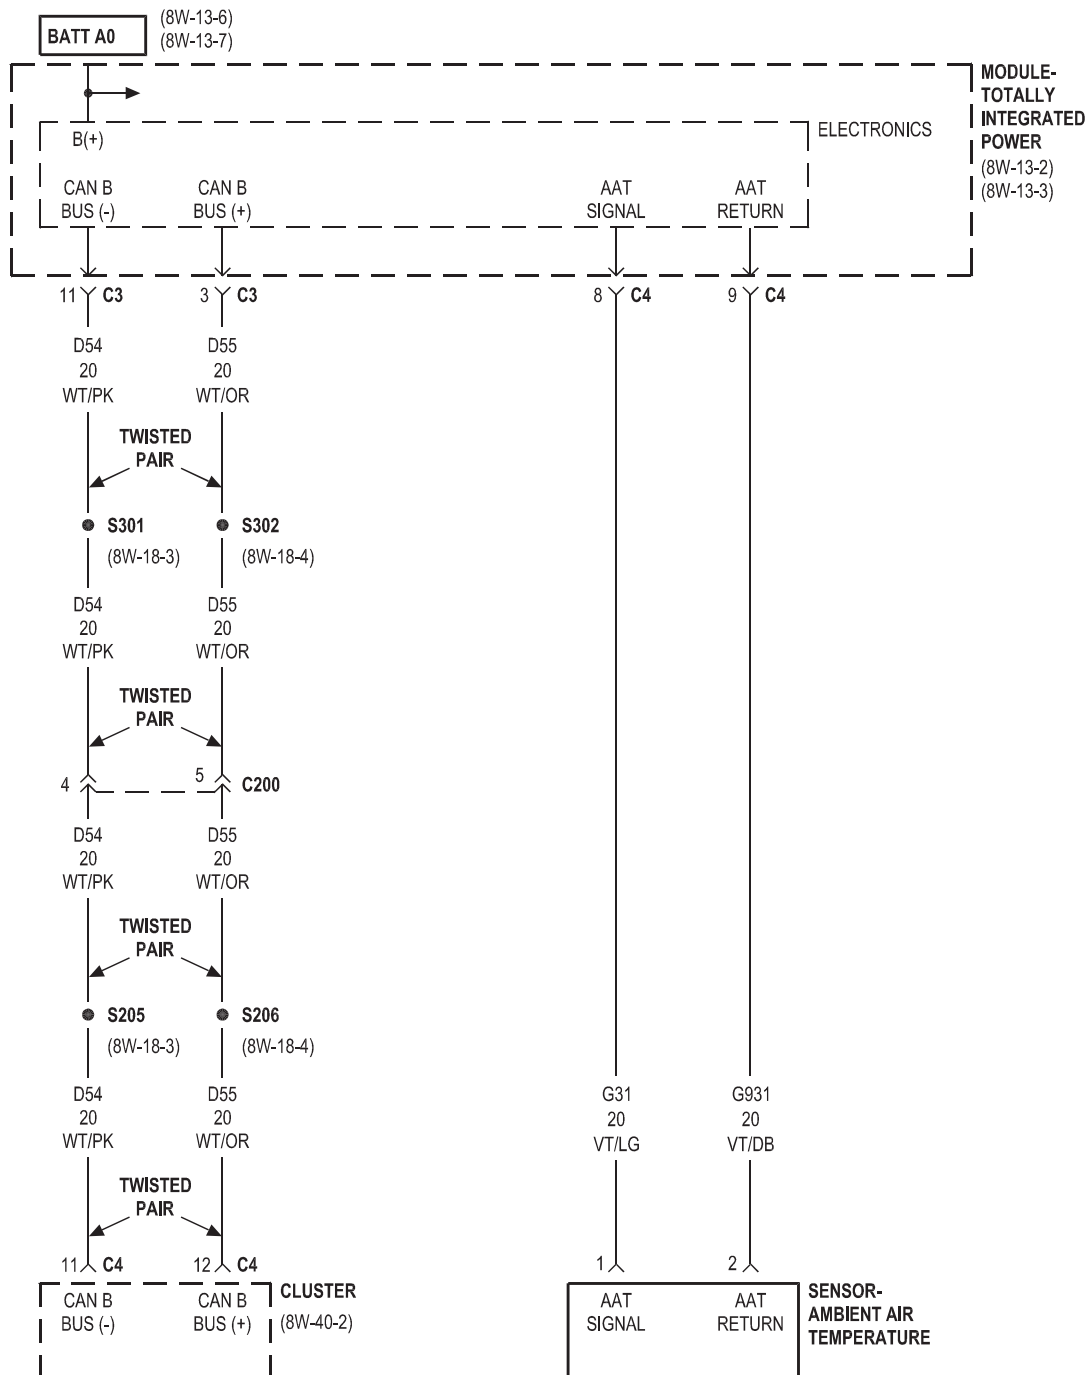 BATT A0
(8W-13-6)
(8W-13-7)
MODULE-
TOTALLY
INTEGRATED
POWER
(8W-13-2)
(8W-13-3)
ELECTRONICS
B(+)
CAN B
BUS (-)
CAN B
BUS (+)
AAT
SIGNAL
AAT
RETURN
11 C3
3 C3
8 C4
9 C4
D54
20
WT/PK
D55
20
WT/OR
TWISTED
PAIR
S301
(8W-18-3)
S302
(8W-18-4)
D54
20
WT/PK
D55
20
WT/OR
TWISTED
PAIR
4
5
C200
D54
20
WT/PK
D55
20
WT/OR
TWISTED
PAIR
S205
(8W-18-3)
S206
(8W-18-4)
D54
20
WT/PK
D55
20
WT/OR
G31
20
VT/LG
G931
20
VT/DB
TWISTED
PAIR
11 C4
12 C4
1
2
CAN B
BUS (-)
CAN B
BUS (+)
CLUSTER
(8W-40-2)
AAT
SIGNAL
AAT
RETURN
SENSOR-
AMBIENT AIR
TEMPERATURE